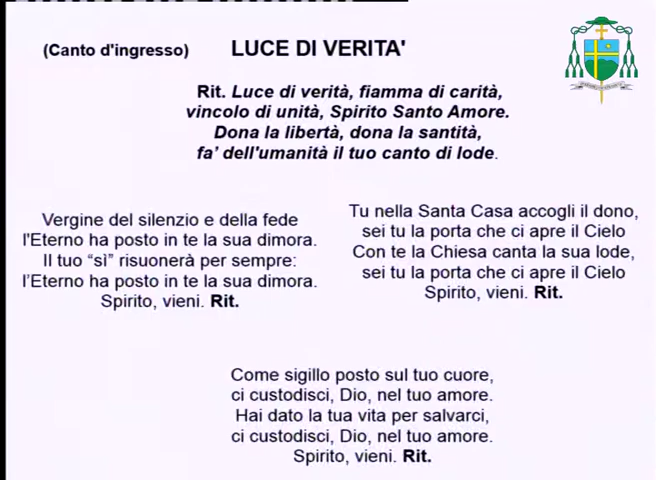 (Canto d'ingresso) LUCE DI VERITA'
Rit. Luce di verità, fiamma di carità,
vincolo di unità, Spirito Santo Amore.
Dona la libertà, dona la santità,
fa’ dell'umanità il tuo canto di lode.
Vergine del silenzio e della fede
l'Eterno ha posto in te la sua dimora.
Il tuo “sì” risuonerà per sempre:
l’Eterno ha posto in te la sua dimora.
Spirito, vieni. Rit.
Tu nella Santa Casa accogli il dono,
sei tu la porta che ci apre il Cielo
Con te la Chiesa canta la sua lode,
sei tu la porta che ci apre il Cielo
Spirito, vieni. Rit.
Come sigillo posto sul tuo cuore,
ci custodisci, Dio, nel tuo amore.
Hai dato la tua vita per salvarci,
ci custodisci, Dio, nel tuo amore.
Spirito, vieni. Rit.